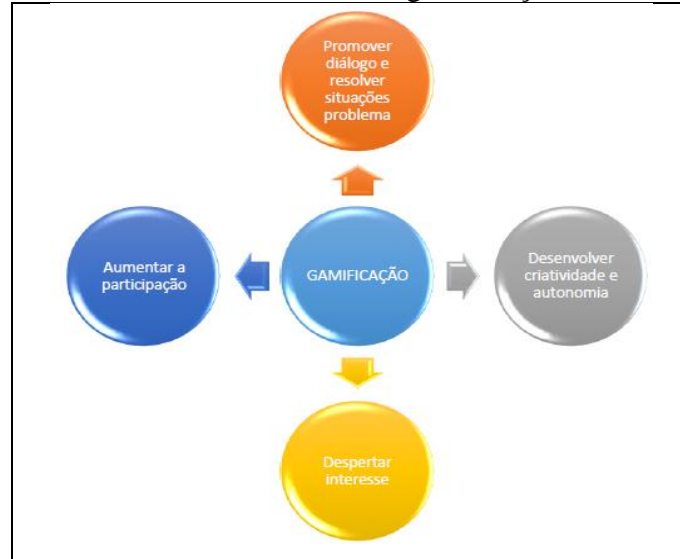 Promover
diálogo e
resolver
situações
problema
Aumentar a
participação
GAMIFICAÇÃO
Desenvolver
criatividade e
autonomia
Despertar
interesse